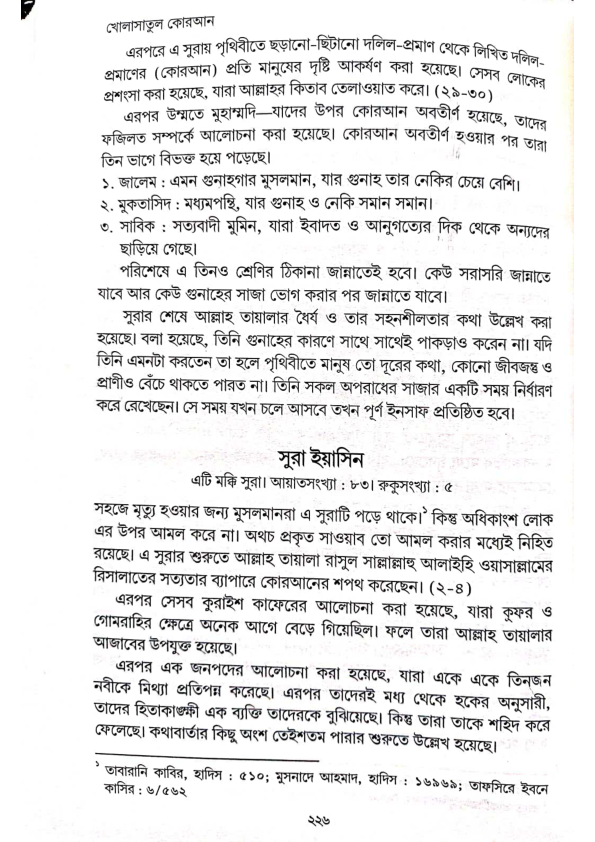 খোলাসাতুল কোরআন
এরপরে এ সুরায় পৃথিবীতে ছড়ানো-ছিটানো দলিল-প্রমাণ থেকে লিখিত দলিল-
প্রমাণের (কোরআন) প্রতি মানুষের দৃষ্টি আকর্ষণ করা হয়েছে। সেসব লোকের
প্রশংসা করা হয়েছে, যারা আল্লাহর কিতাব তেলাওয়াত করে। (২৯-৩০)
এরপর উম্মতে মুহাম্মদি—যাদের উপর কোরআন অবতীর্ণ হয়েছে, তাদের
ফজিলত সম্পর্কে আলোচনা করা হয়েছে। কোরআন অবতীর্ণ হওয়ার পর তারা
তিন ভাগে বিভক্ত হয়ে পড়েছে।
১. জালেম : এমন গুনাহগার মুসলমান, যার গুনাহ তার নেকির চেয়ে বেশি।
২. মুকতাসিদ : মধ্যমপন্থি, যার গুনাহ ও নেকি সমান সমান।
৩. সাবিক : সত্যবাদী মুমিন, যারা ইবাদত ও আনুগত্যের দিক থেকে অন্যদের
ছাড়িয়ে গেছে।
পরিশেষে এ তিনও শ্রেণির ঠিকানা জান্নাতেই হবে। কেউ সরাসরি জান্নাতে
যাবে আর কেউ গুনাহের সাজা ভোগ করার পর জান্নাতে যাবে।
সুরার শেষে আল্লাহ তায়ালার ধৈর্য ও তার সহনশীলতার কথা উল্লেখ করা
হয়েছে। বলা হয়েছে, তিনি গুনাহের কারণে সাথে সাথেই পাকড়াও করেন না। যদি
তিনি এমনটা করতেন তা হলে পৃথিবীতে মানুষ তো দূরের কথা, কোনো জীবজন্তু ও
প্রাণীও বেঁচে থাকতে পারত না। তিনি সকল অপরাধের সাজার একটি সময় নির্ধারণ
করে রেখেছেন। সে সময় যখন চলে আসবে তখন পূর্ণ ইনসাফ প্রতিষ্ঠিত হবে।
সুরা ইয়াসিন
এটি মক্কি সুরা। আয়াতসংখ্যা : ৮৩। রুকুসংখ্যা : ৫
সহজে মৃত্যু হওয়ার জন্য মুসলমানরা এ সুরাটি পড়ে থাকে।১ কিন্তু অধিকাংশ লোক
এর উপর আমল করে না। অথচ প্রকৃত সাওয়াব তো আমল করার মধ্যেই নিহিত
রয়েছে। এ সুরার শুরুতে আল্লাহ তায়ালা রাসুল সাল্লাল্লাহু আলাইহি ওয়াসাল্লামের
রিসালাতের সত্যতার ব্যাপারে কোরআনের শপথ করেছেন। (২-৪)
এরপর সেসব কুরাইশ কাফেরের আলোচনা করা হয়েছে, যারা কুফর ও
গোমরাহির ক্ষেত্রে অনেক আগে বেড়ে গিয়েছিল। ফলে তারা আল্লাহ তায়ালার
আজাবের উপযুক্ত হয়েছে।
এরপর এক জনপদের আলোচনা করা হয়েছে, যারা একে একে তিনজন
নবীকে মিথ্যা প্রতিপন্ন করেছে। এরপর তাদেরই মধ্য থেকে হকের অনুসারী,
তাদের হিতাকাঙ্ক্ষী এক ব্যক্তি তাদেরকে বুঝিয়েছে। কিন্তু তারা তাকে শহিদ করে
ফেলেছে। কথাবার্তার কিছু অংশ তেইশতম পারার শুরুতে উল্লেখ হয়েছে।
১ তাবারানি কাবির, হাদিস : ৫১০; মুসনাদে আহমাদ, হাদিস : ১৬৯৬৯; তাফসিরে ইবনে
কাসির : ৬/৫৬২
২২৬